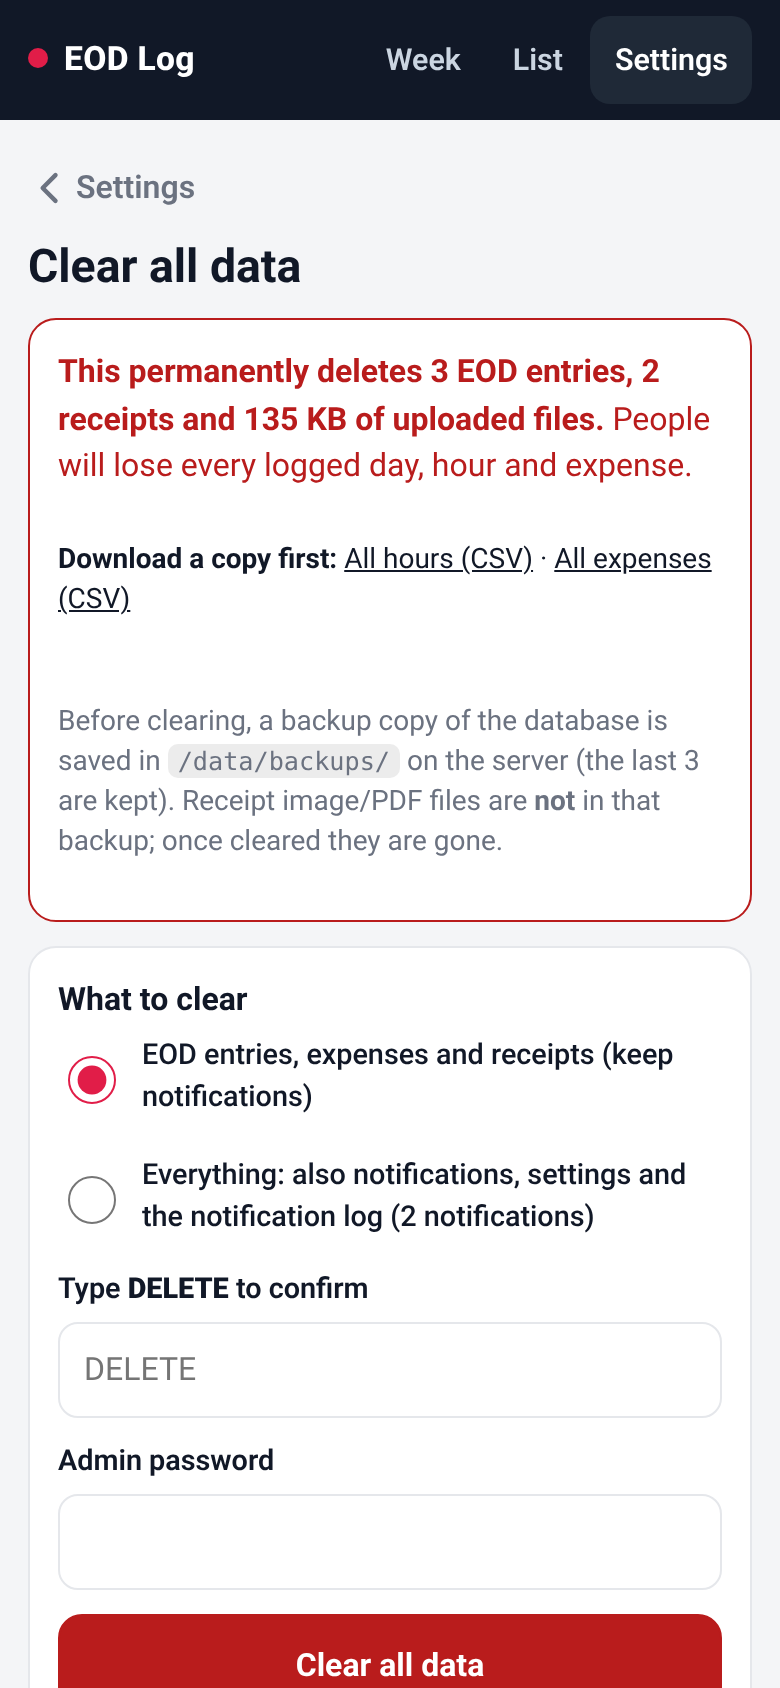 EOD Log
Week
List
Settings
Settings
Clear all data
This permanently deletes 3 EOD entries, 2
receipts and 135 KB of uploaded files. People
will lose every logged day, hour and expense.
Download a copy first: All hours (CSV) · All expenses
(CSV)
Before clearing, a backup copy of the database is
saved in /data/backups/ on the server (the last 3
are kept). Receipt image/PDF files are not in that
backup; once cleared they are gone.
What to clear
EOD entries, expenses and receipts (keep
notifications)
Everything: also notifications, settings and
the notification log (2 notifications)
Type DELETE to confirm
DELETE
Admin password
Clear all data